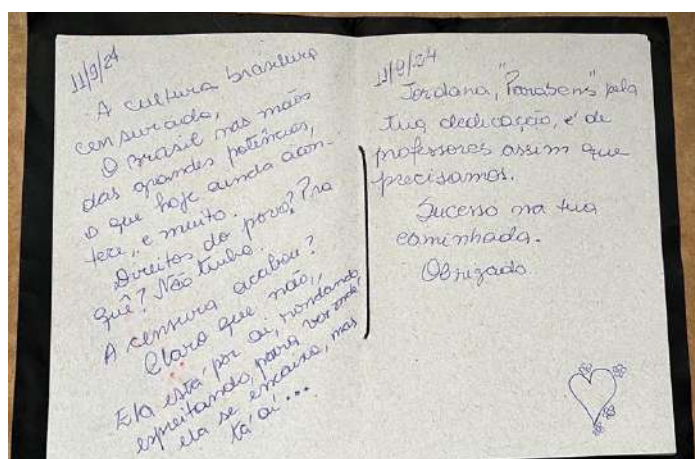 11/9/24
A cultura brasileira
censurada,
O Brasil nas mãos
das grandes potências,
o que hoje ainda acon-
tece, e muito.
Direitos do povo? Pra
quê? Não tinha.
A censura acabou?
Claro que não,
Ela está por aí, rondando,
espreitando, para ver onde
ela se encaixa, mas
tá aí...
11/9/24
Jordana, "Parabéns" pela
tua dedicação, é de
professores assim que
precisamos.
Sucesso na tua
caminhada.
Obrigado